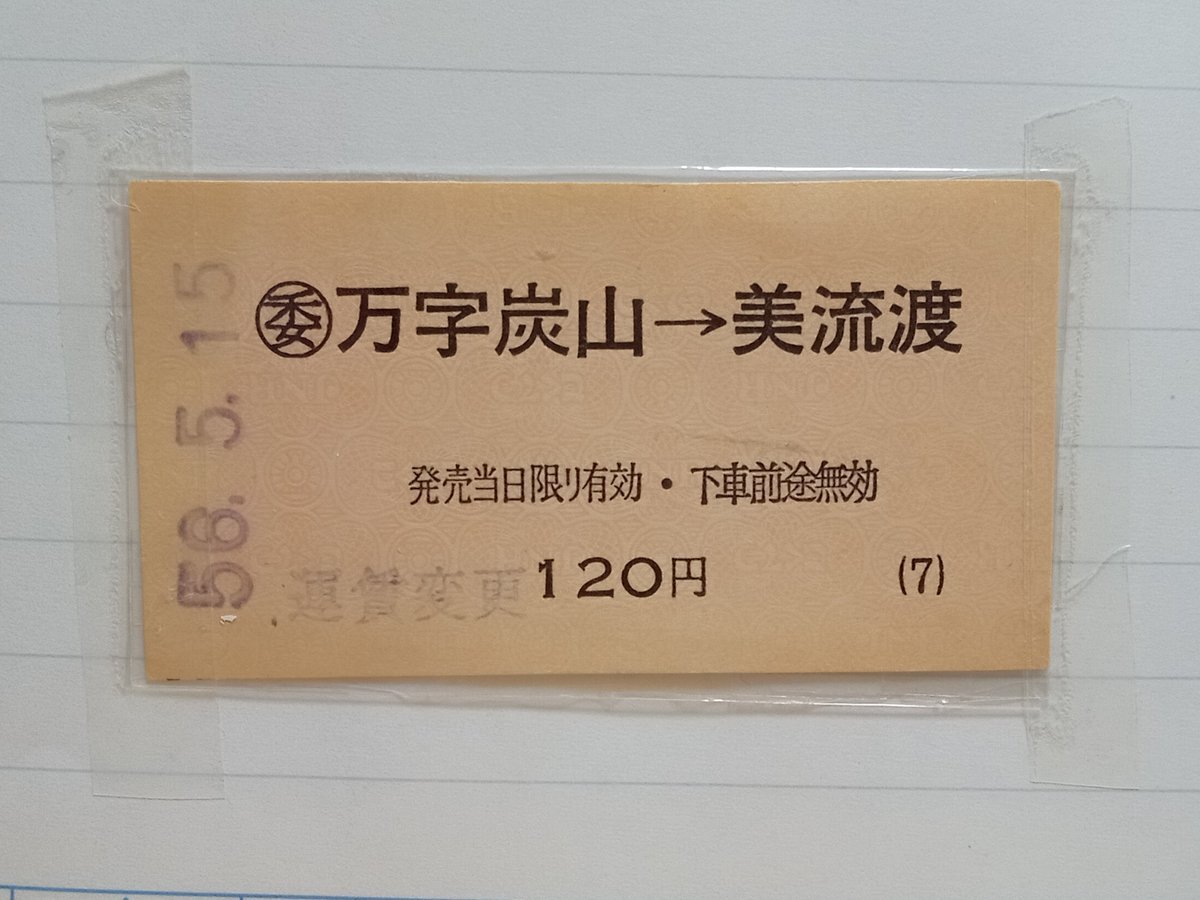 ㊙万字炭山→美流渡
発売当日限り有効・下車前途無効
運賃変更 120円 (7)
56. 5. 15